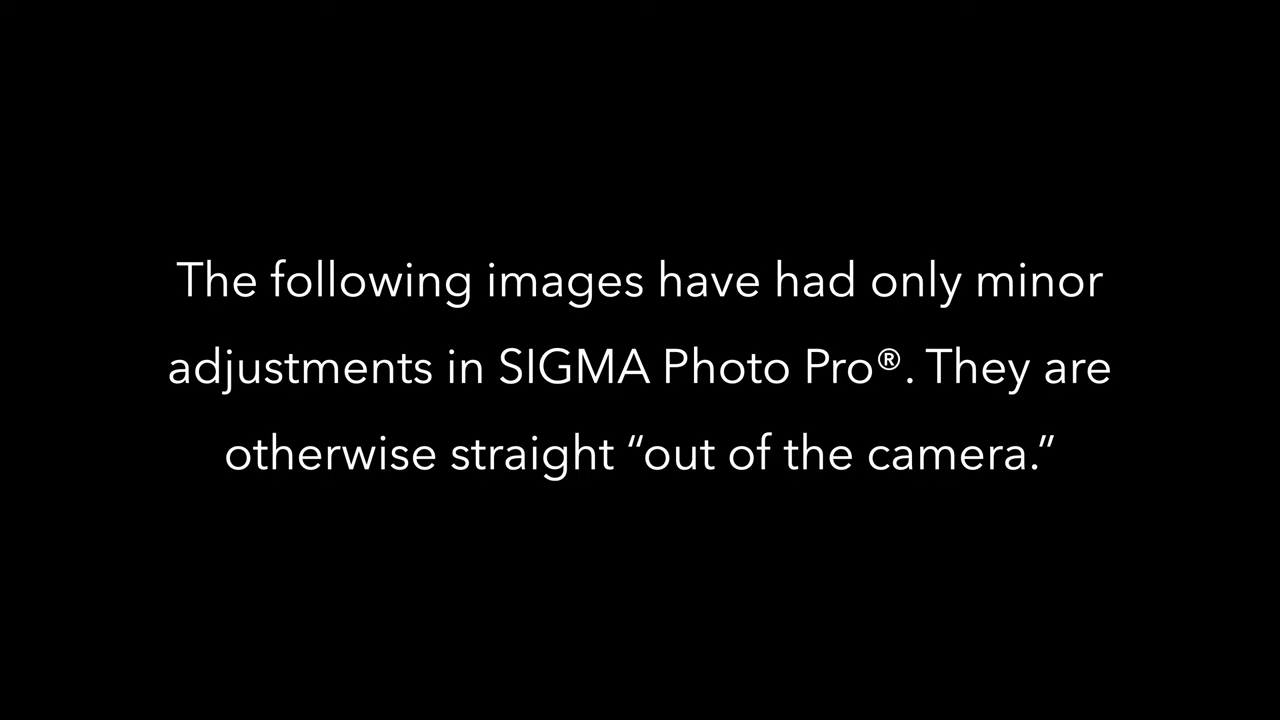 The following images have had only minor
adjustments in SIGMA Photo Pro®. They are
otherwise straight “out of the camera.”